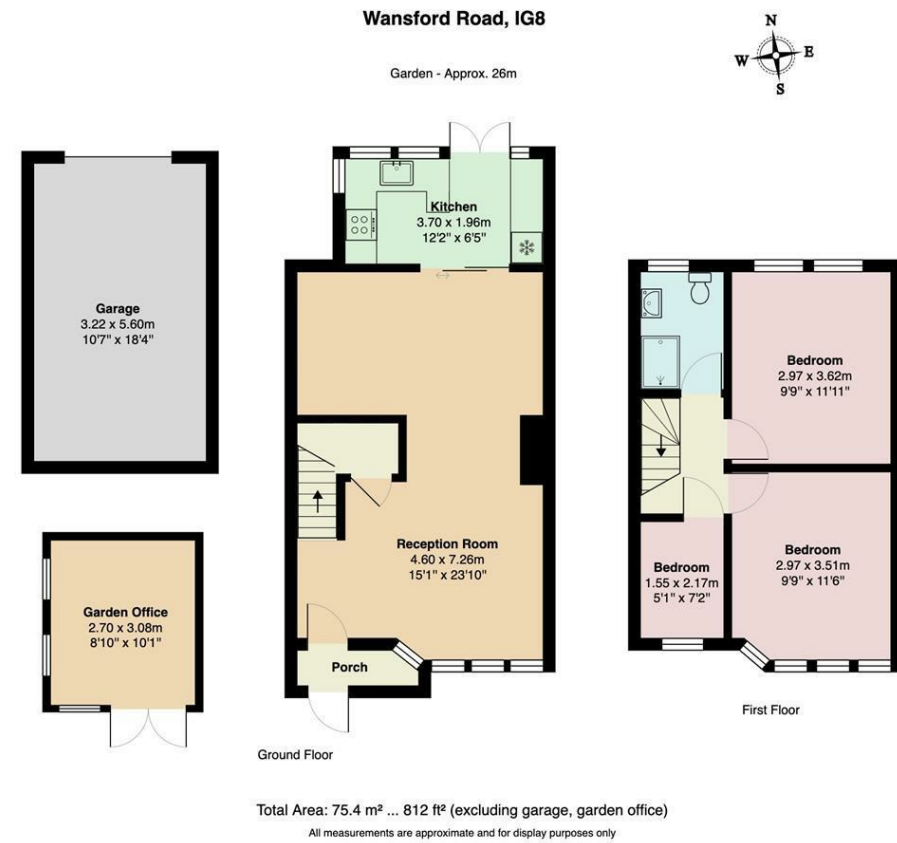 Wansford Road, IG8
N
W E
S
Garden - Approx. 26m
Kitchen
3.70 x 1.96m
12'2" x 6'5"
Garage
3.22 x 5.60m
10'7" x 18'4"
Bedroom
2.97 x 3.62m
9'9" x 11'11"
Reception Room
4.60 x 7.26m
15'1" x 23'10"
Bedroom
2.97 x 3.51m
9'9" x 11'6"
Bedroom
1.55 x 2.17m
5'1" x 7'2"
Garden Office
2.70 x 3.08m
8'10" x 10'1"
Porch
First Floor
Ground Floor
Total Area: 75.4 m² ... 812 ft² (excluding garage, garden office)
All measurements are approximate and for display purposes only